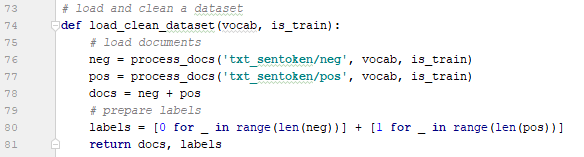 73 # load and clean a dataset
74 def load_clean_dataset(vocab, is_train):
75     # load documents
76     neg = process_docs('txt_sentoken/neg', vocab, is_train)
77     pos = process_docs('txt_sentoken/pos', vocab, is_train)
78     docs = neg + pos
79     # prepare labels
80     labels = [0 for _ in range(len(neg))] + [1 for _ in range(len(pos))]
81     return docs, labels